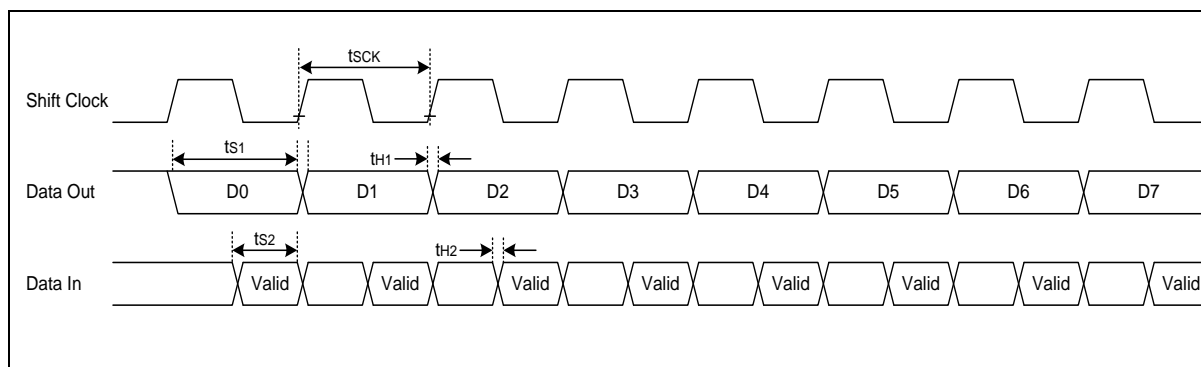 tSCK
Shift Clock
tS1
tH1
Data Out D0 D1 D2 D3 D4 D5 D6 D7
tS2
tH2
Data In Valid Valid Valid Valid Valid Valid Valid Valid